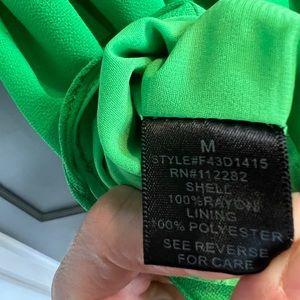 M
STYLE#F43D1415
RN#112282
SHELL
100%RAYON
LINING
100% POLYESTER
SEE REVERSE
FOR CARE